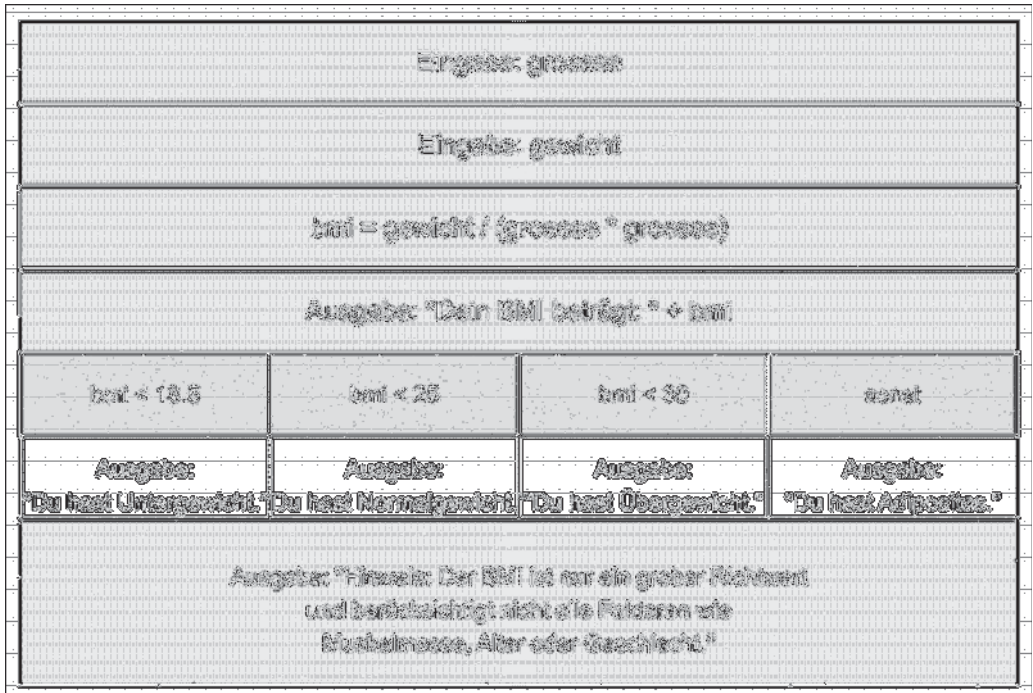 Eingabe: groesse
Eingabe: gewicht
bmi = gewicht / (groesse * groesse)
Ausgabe: "Dein BMI beträgt: " + bmi
bmi < 18.5
bmi < 25
bmi < 30
sonst
Ausgabe:
"Du hast Untergewicht."
Ausgabe:
"Du hast Normalgewicht.
Ausgabe:
"Du hast Übergewicht."
Ausgabe:
"Du hast Adipositas."
Ausgabe: "Hinweis: Der BMI ist nur ein grober Richtwert
und berücksichtigt nicht alle Faktoren wie
Muskelmasse, Alter oder Geschlecht."